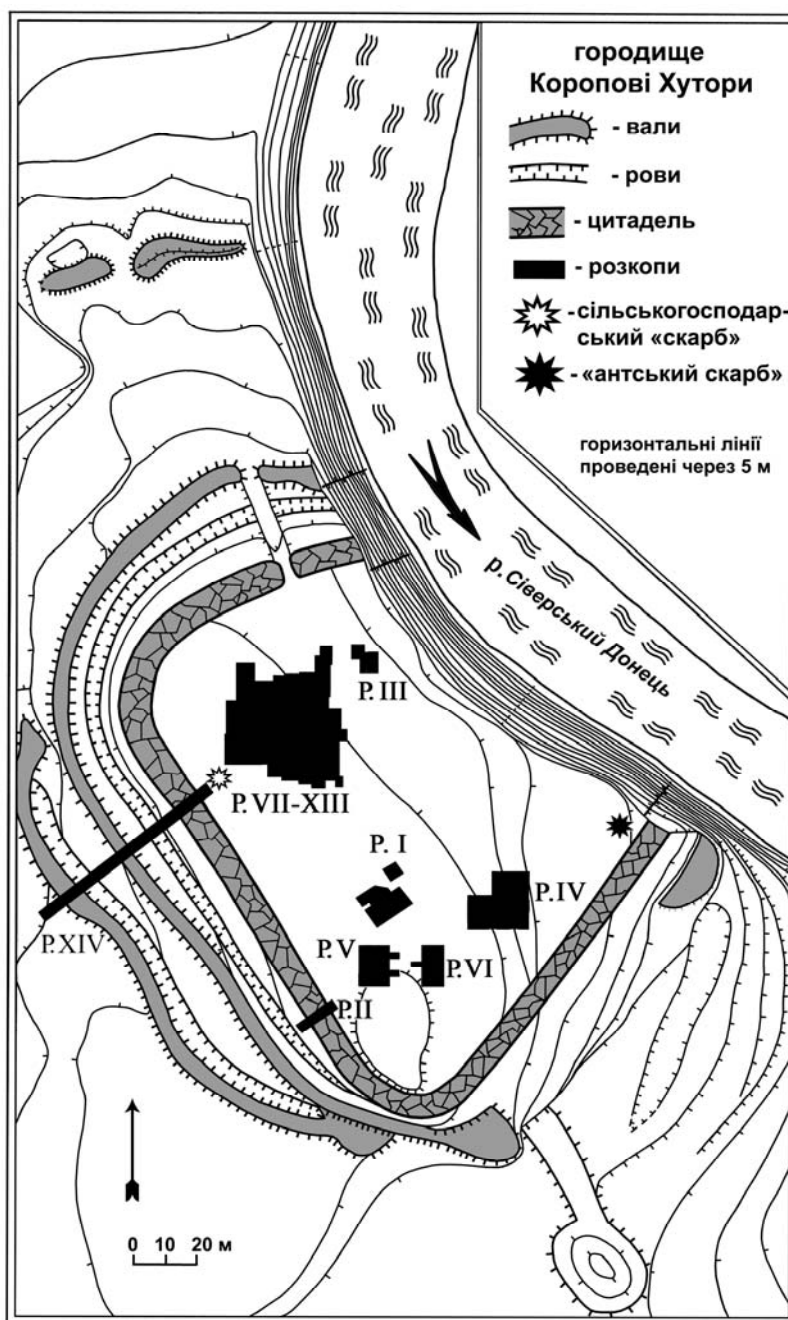 городище
Коропові Хутори
- вали
- рови
- цитадель
- розкопи
-сільськогосподар-
ський «скарб»
- «антський скарб»
горизонтальні лінії
проведені через 5 м
р. Сіверський Донець
Р. III
Р. VII-XIII
Р. I
Р.IV
Р.XIV
Р.V
Р.VI
Р.II
0 10 20 м